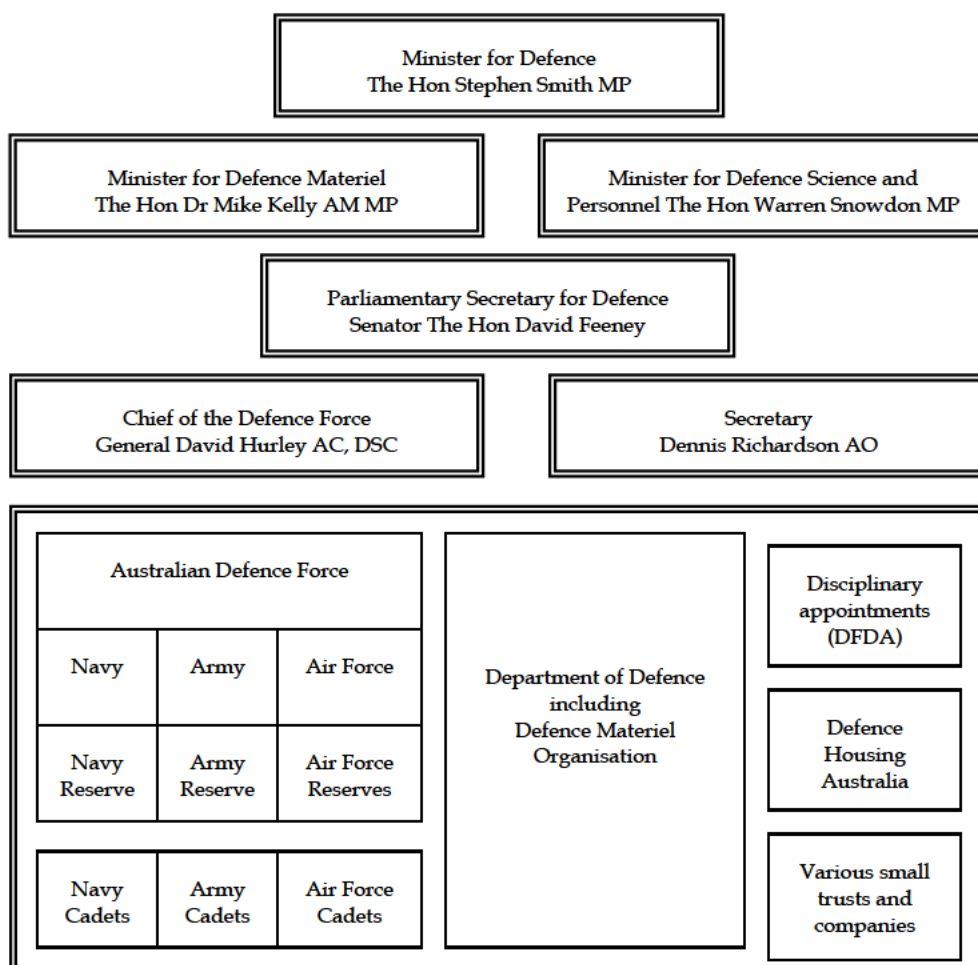 Minister for Defence
The Hon Stephen Smith MP
Minister for Defence Materiel
The Hon Dr Mike Kelly AM MP
Minister for Defence Science and
Personnel The Hon Warren Snowdon MP
Parliamentary Secretary for Defence
Senator The Hon David Feeney
Chief of the Defence Force
General David Hurley AC, DSC
Secretary
Dennis Richardson AO
Australian Defence Force
Navy
Army
Air Force
Navy
Reserve
Army
Reserve
Air Force
Reserves
Navy
Cadets
Army
Cadets
Air Force
Cadets
Department of Defence
including
Defence Materiel
Organisation
Disciplinary
appointments
(DFDA)
Defence
Housing
Australia
Various small
trusts and
companies